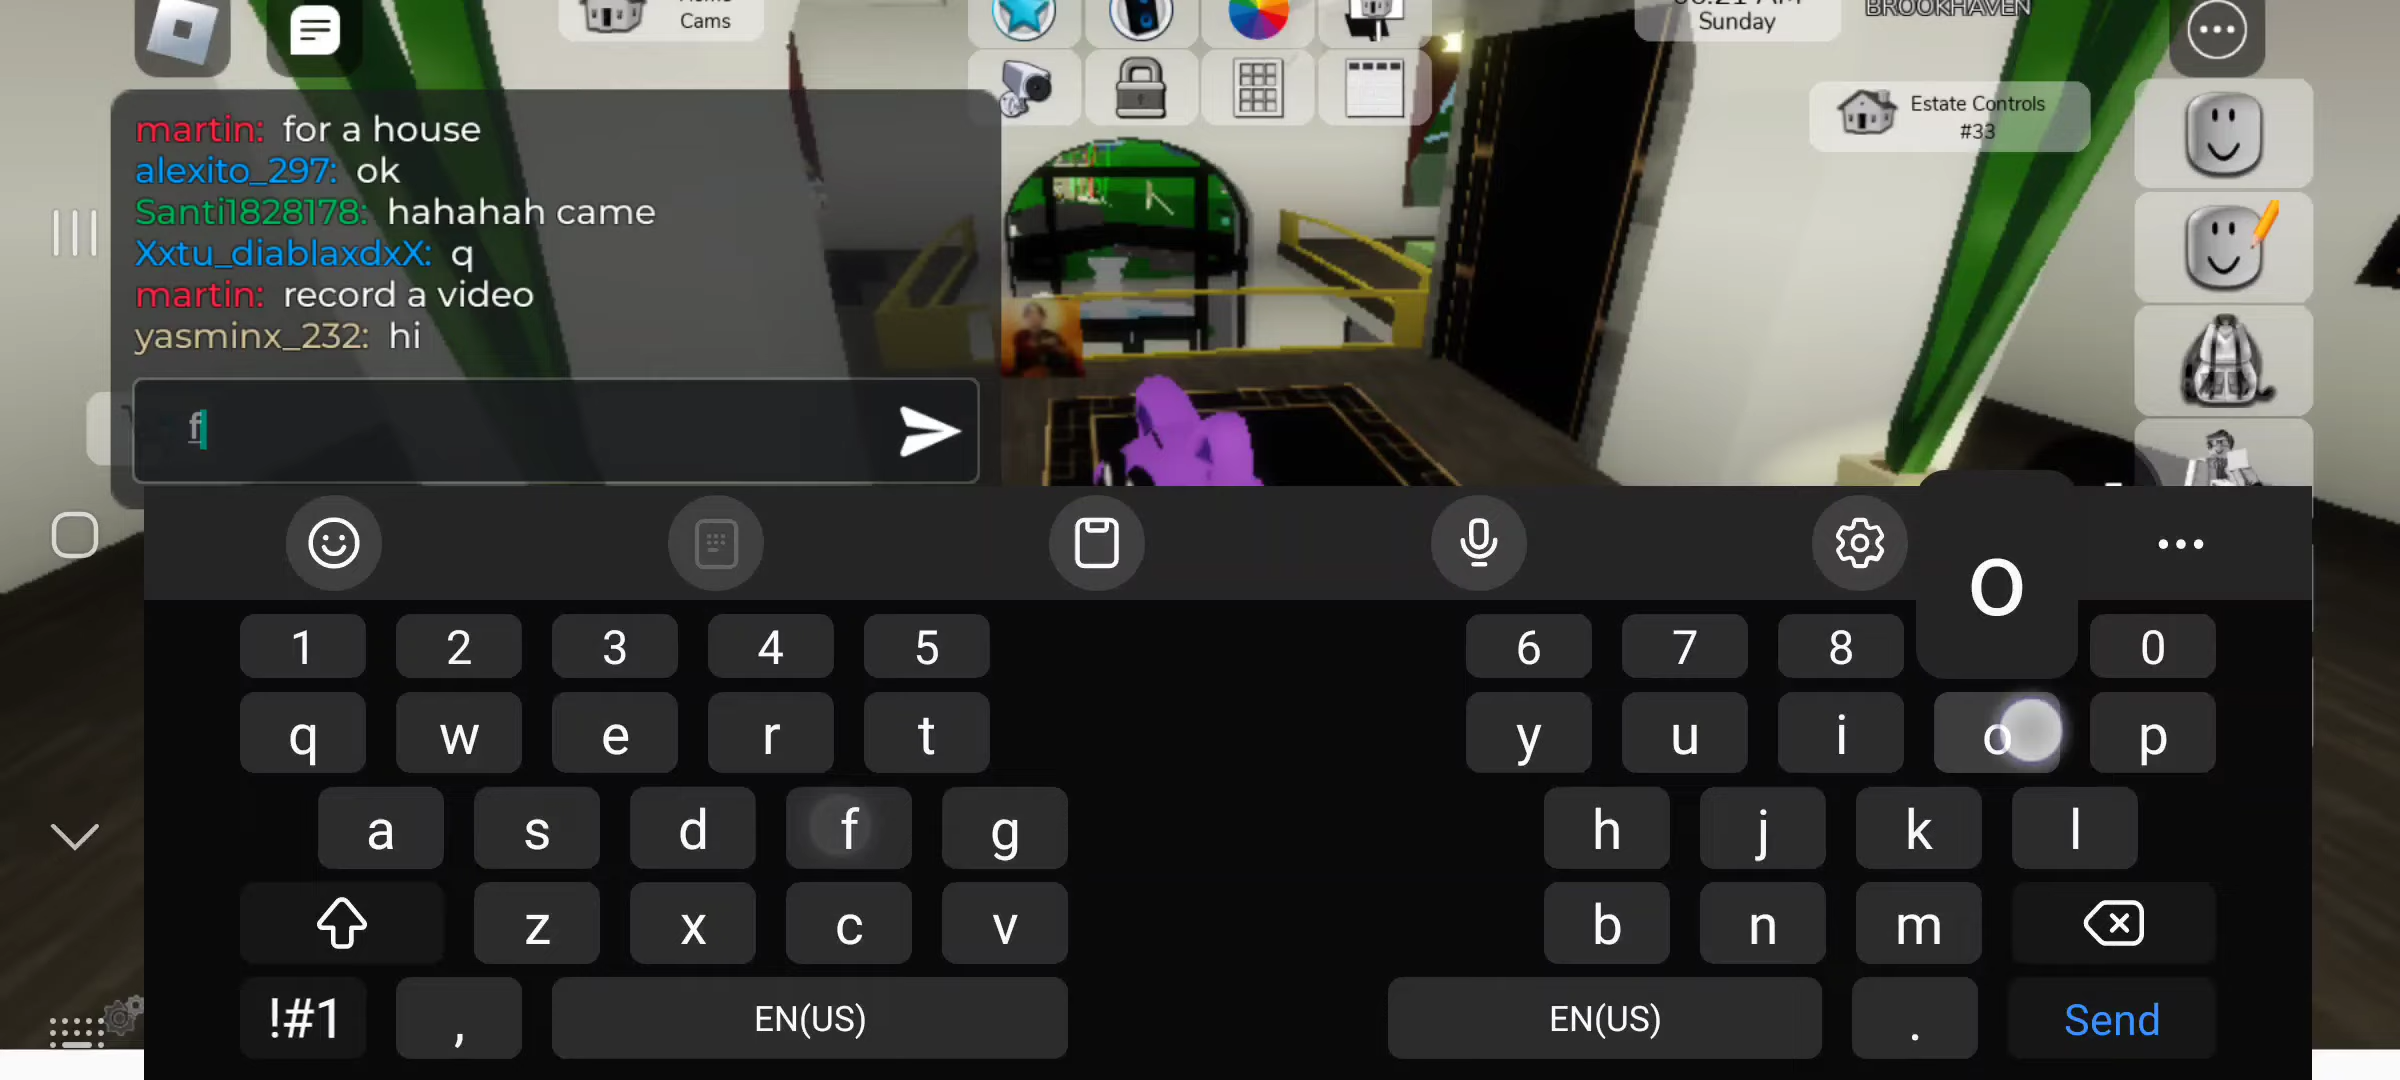 Cams
Sunday
BROOKHAVEN
Estate Controls
#33
martin: for a house
alexito_297: ok
Santi1828178: hahahah came
Xxtu_diablaxdxX: q
martin: record a video
yasminx_232: hi
f
o
1 2 3 4 5 6 7 8 0
q w e r t y u i o p
a s d f g h j k l
z x c v b n m
!#1 , EN(US) EN(US) . Send